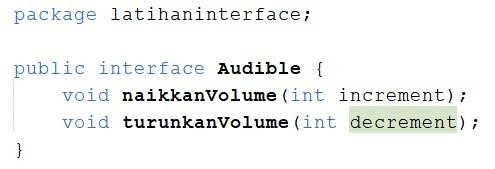 package latihaninterface;
public interface Audible {
void naikkanVolume(int increment);
void turunkanVolume(int decrement);
}